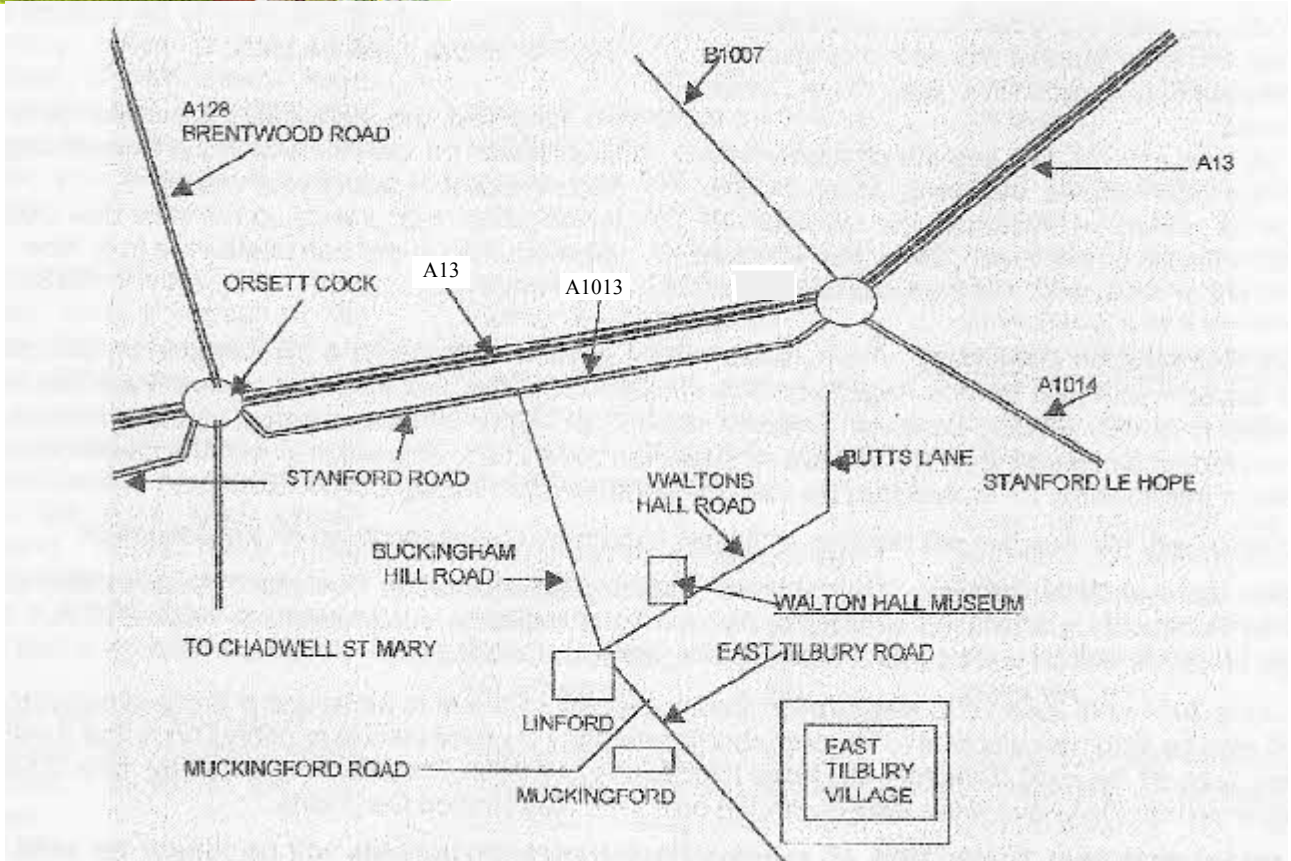 B1007
A128
BRENTWOOD ROAD
A13
ORSETT COCK
A13
A1013
A1014
STANFORD LE HOPE
STANFORD ROAD
BUTTS LANE
WALTONS
HALL ROAD
BUCKINGHAM
HILL ROAD
WALTON HALL MUSEUM
TO CHADWELL ST MARY
EAST TILBURY ROAD
LINFORD
MUCKINGFORD ROAD
MUCKINGFORD
EAST
TILBURY
VILLAGE